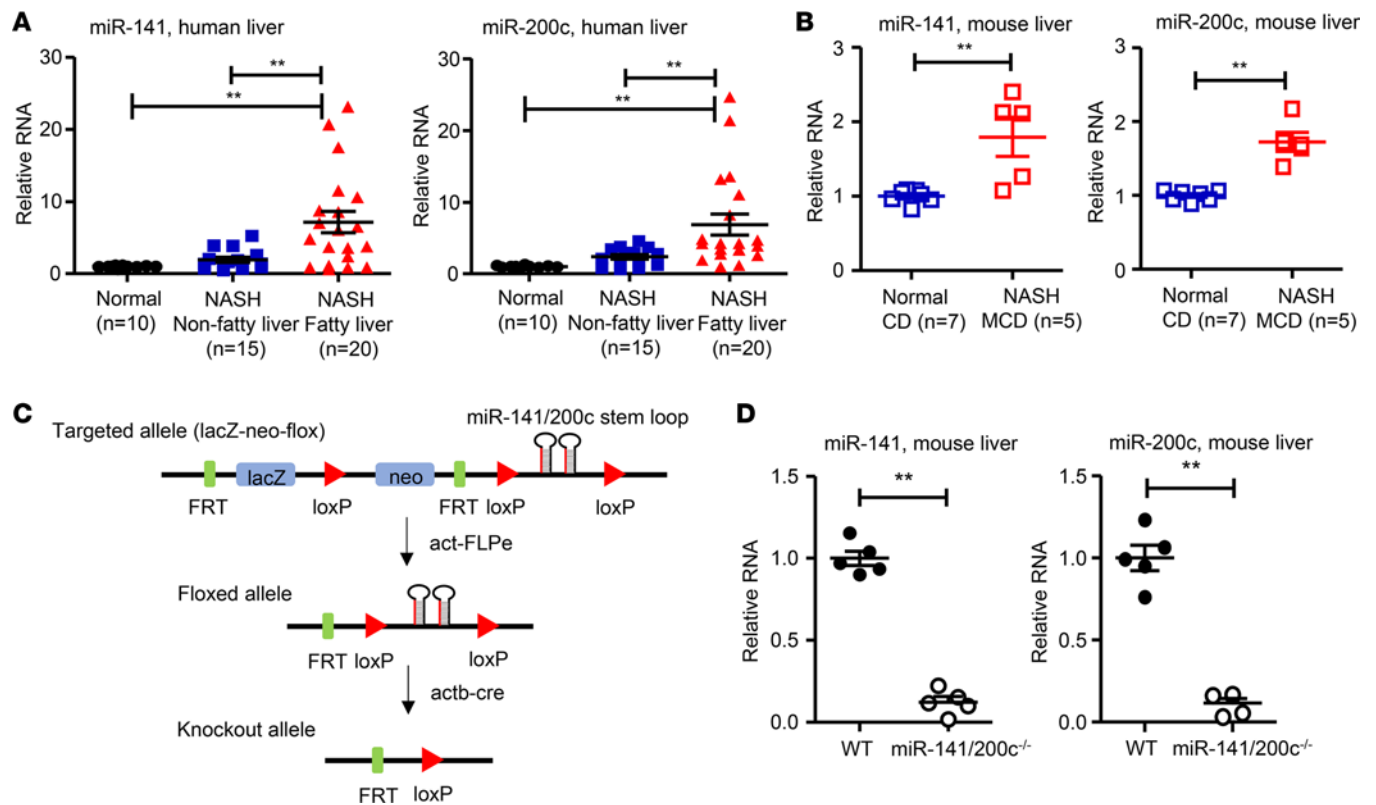 A
miR-141, human liver
**
**
Relative RNA
30
20
10
0
Normal
(n=10)
NASH
Non-fatty liver
(n=15)
NASH
Fatty liver
(n=20)
miR-200c, human liver
**
**
Relative RNA
30
20
10
0
Normal
(n=10)
NASH
Non-fatty liver
(n=15)
NASH
Fatty liver
(n=20)
B
miR-141, mouse liver
**
Relative RNA
3
2
1
0
Normal
CD (n=7)
NASH
MCD (n=5)
miR-200c, mouse liver
**
Relative RNA
3
2
1
0
Normal
CD (n=7)
NASH
MCD (n=5)
C
miR-141/200c stem loop
Targeted allele (lacZ-neo-flox)
lacZ neo
FRT loxP FRT loxP loxP
act-FLPe
Floxed allele
FRT loxP loxP
actb-cre
Knockout allele
FRT loxP
D
miR-141, mouse liver
**
Relative RNA
1.5
1.0
0.5
0.0
WT miR-141/200c-/-
miR-200c, mouse liver
**
Relative RNA
1.5
1.0
0.5
0.0
WT miR-141/200c-/-